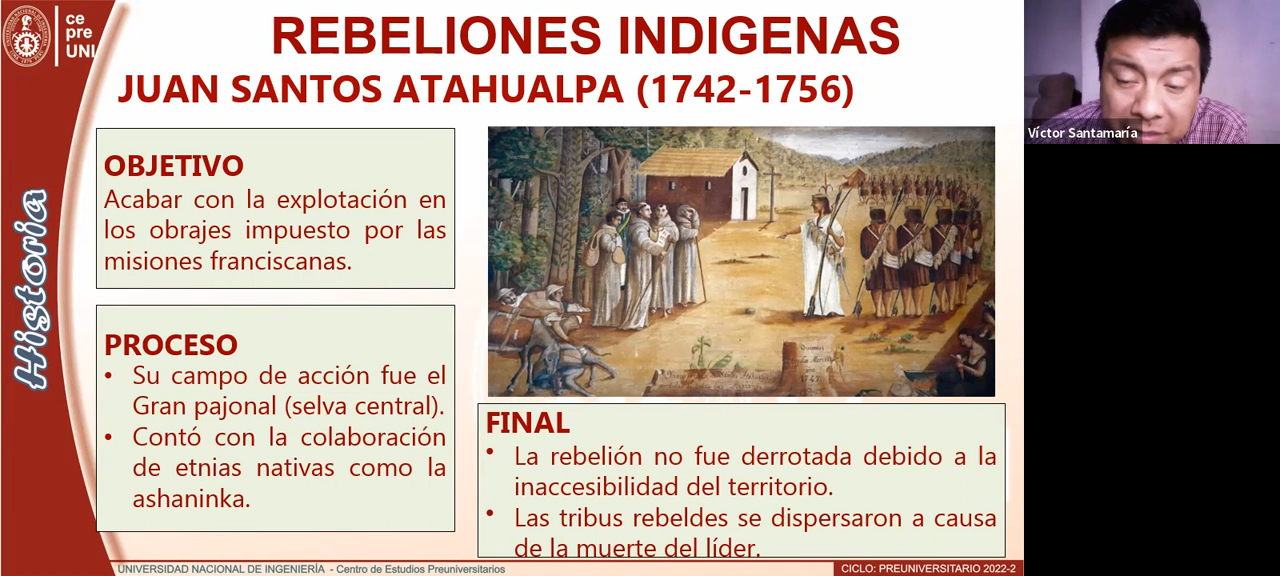 ce
pre
UNI
REBELIONES INDIGENAS
JUAN SANTOS ATAHUALPA (1742-1756)
Historia
OBJETIVO
Acabar con la explotación en
los obrajes impuesto por las
misiones franciscanas.
PROCESO
• Su campo de acción fue el
Gran pajonal (selva central).
• Contó con la colaboración
de etnias nativas como la
ashaninka.
FINAL
• La rebelión no fue derrotada debido a la
inaccesibilidad del territorio.
• Las tribus rebeldes se dispersaron a causa
de la muerte del líder.
UNIVERSIDAD NACIONAL DE INGENIERÍA - Centro de Estudios Preuniversitarios
CICLO: PREUNIVERSITARIO 2022-2
Víctor Santamaría